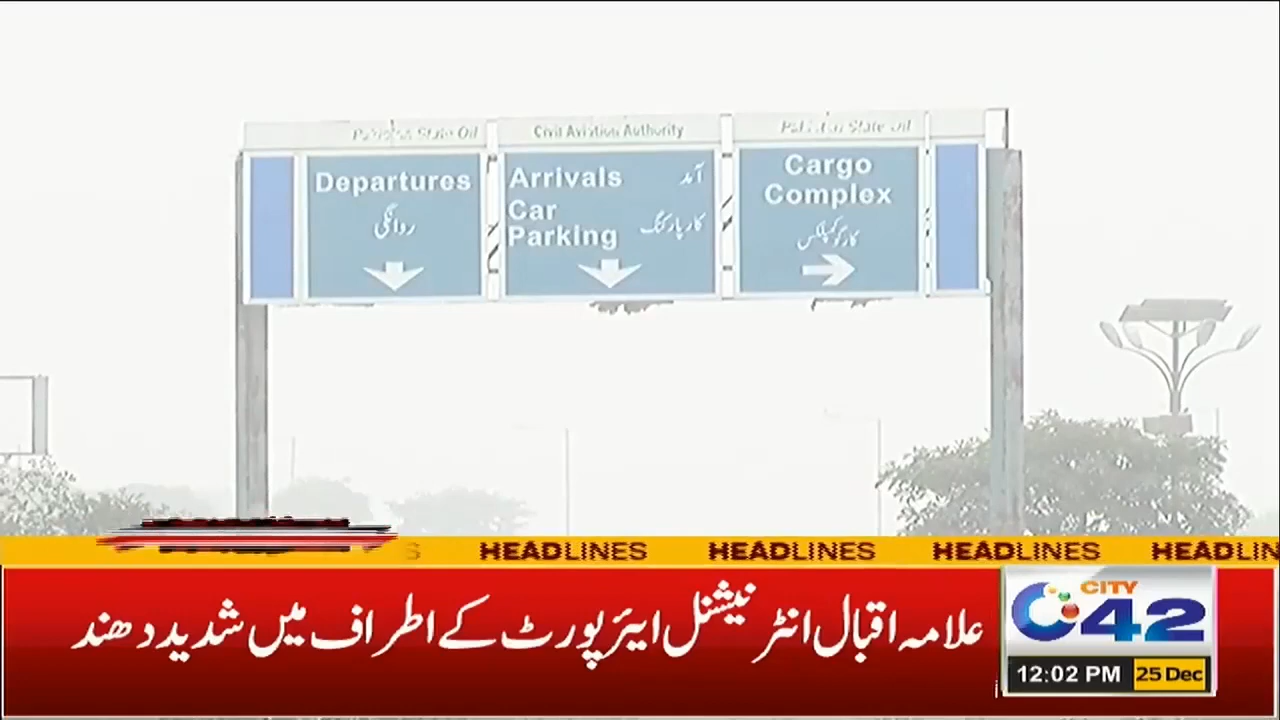 Pakistan State Oil
Civil Aviation Authority
Pakistan State Oil
Departures
روانگی
Arrivals آمد
Car Parking کار پارکنگ
Cargo
Complex
کارگو کمپلکس
HEADLINES HEADLINES HEADLINES HEADLIN
علامہ اقبال انٹرنیشنل ایئرپورٹ کے اطراف میں شدید دھند
CITY
42
12:02 PM 25 Dec